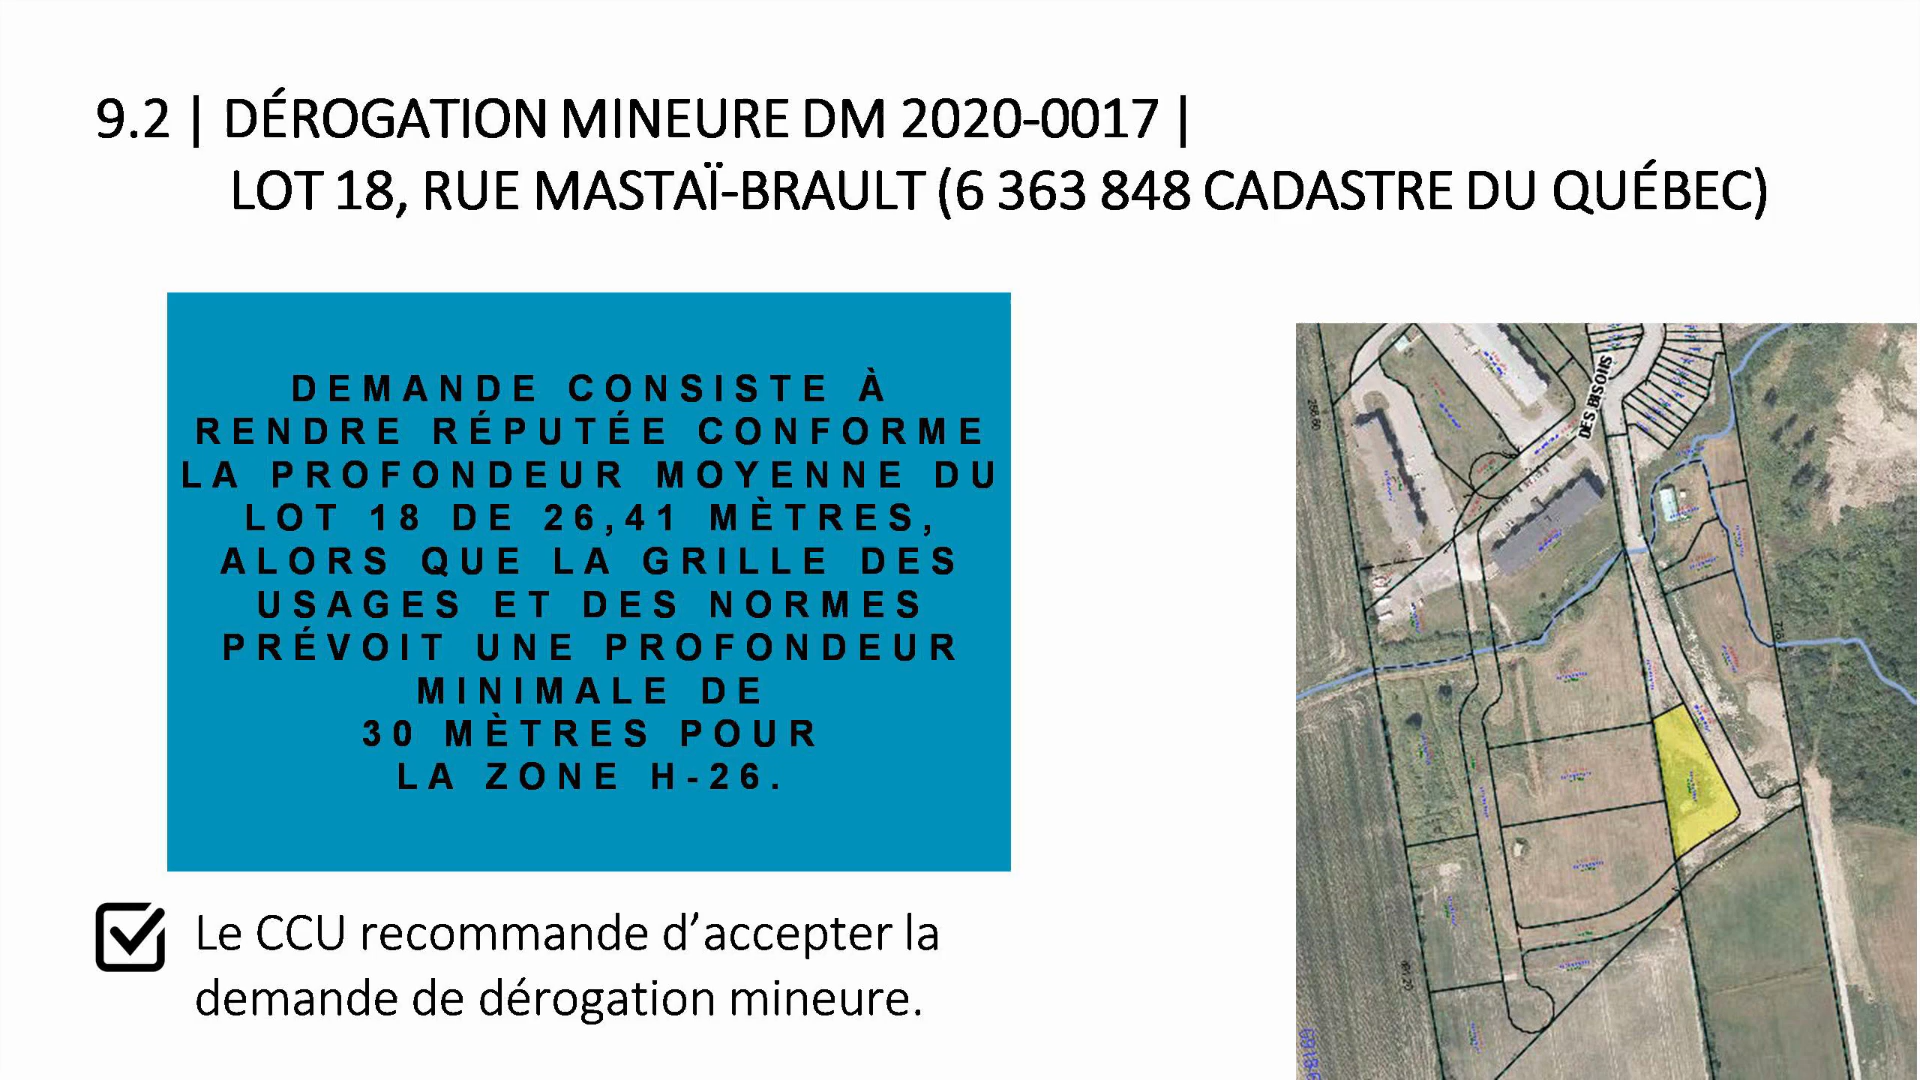 9.2 | DÉROGATION MINEURE DM 2020-0017 |
LOT 18, RUE MASTAÏ-BRAULT (6 363 848 CADASTRE DU QUÉBEC)
DEMANDE CONSISTE À
RENDRE RÉPUTÉE CONFORME
LA PROFONDEUR MOYENNE DU
LOT 18 DE 26,41 MÈTRES,
ALORS QUE LA GRILLE DES
USAGES ET DES NORMES
PRÉVOIT UNE PROFONDEUR
MINIMALE DE
30 MÈTRES POUR
LA ZONE H-26.
Le CCU recommande d’accepter la
demande de dérogation mineure.
DES BISONS